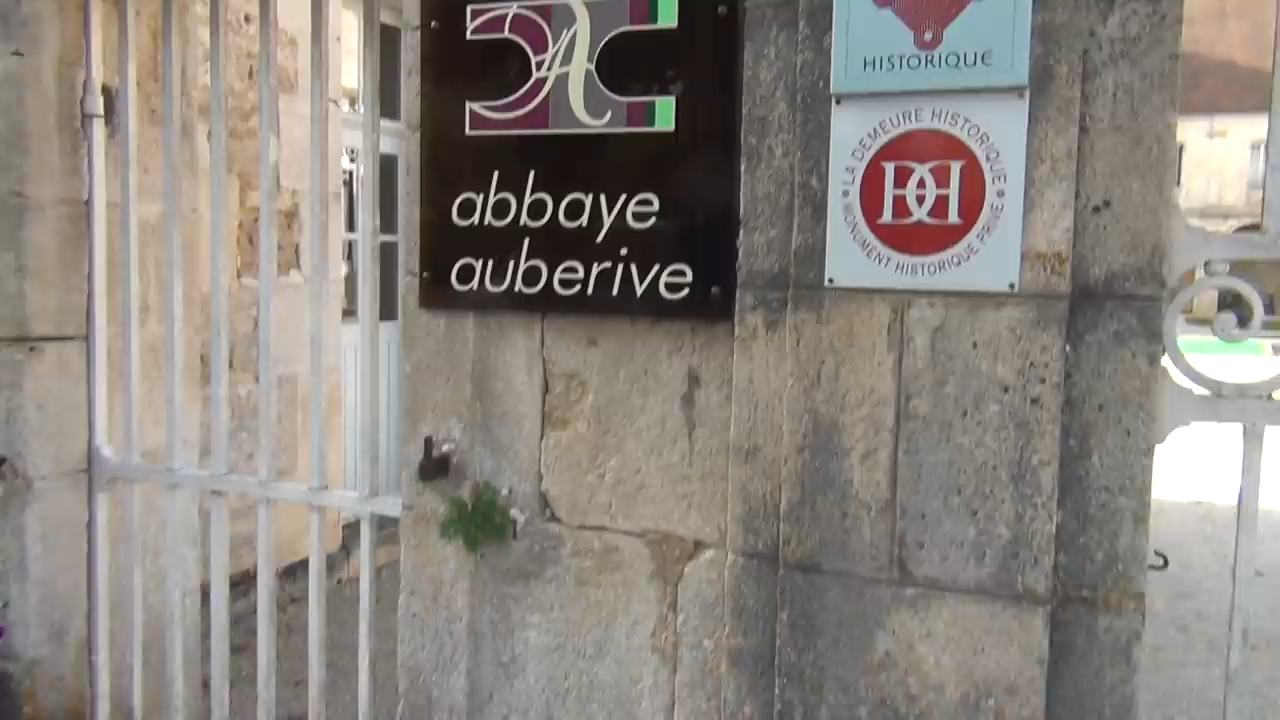 abbaye
auberive
HISTORIQUE
LA DEMEURE HISTORIQUE
DH
MONUMENT HISTORIQUE PRIVÉ